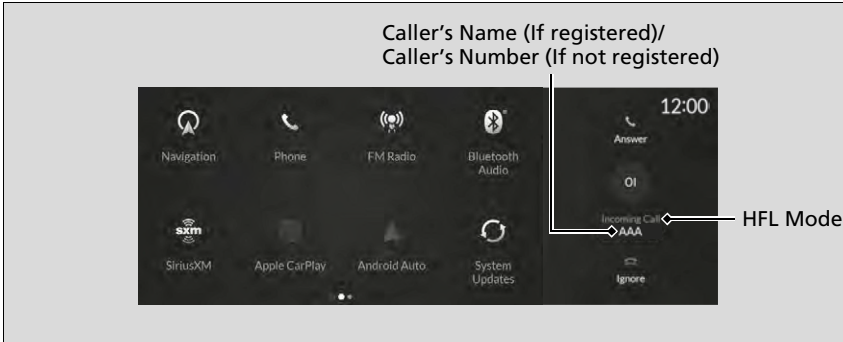 Caller's Name (If registered)/
Caller's Number (If not registered)
12:00
Navigation
Phone
FM Radio
Bluetooth
Audio
Answer
OI
Incoming Call
AAA
HFL Mode
sxm
SiriusXM
Apple CarPlay
Android Auto
System
Updates
Ignore